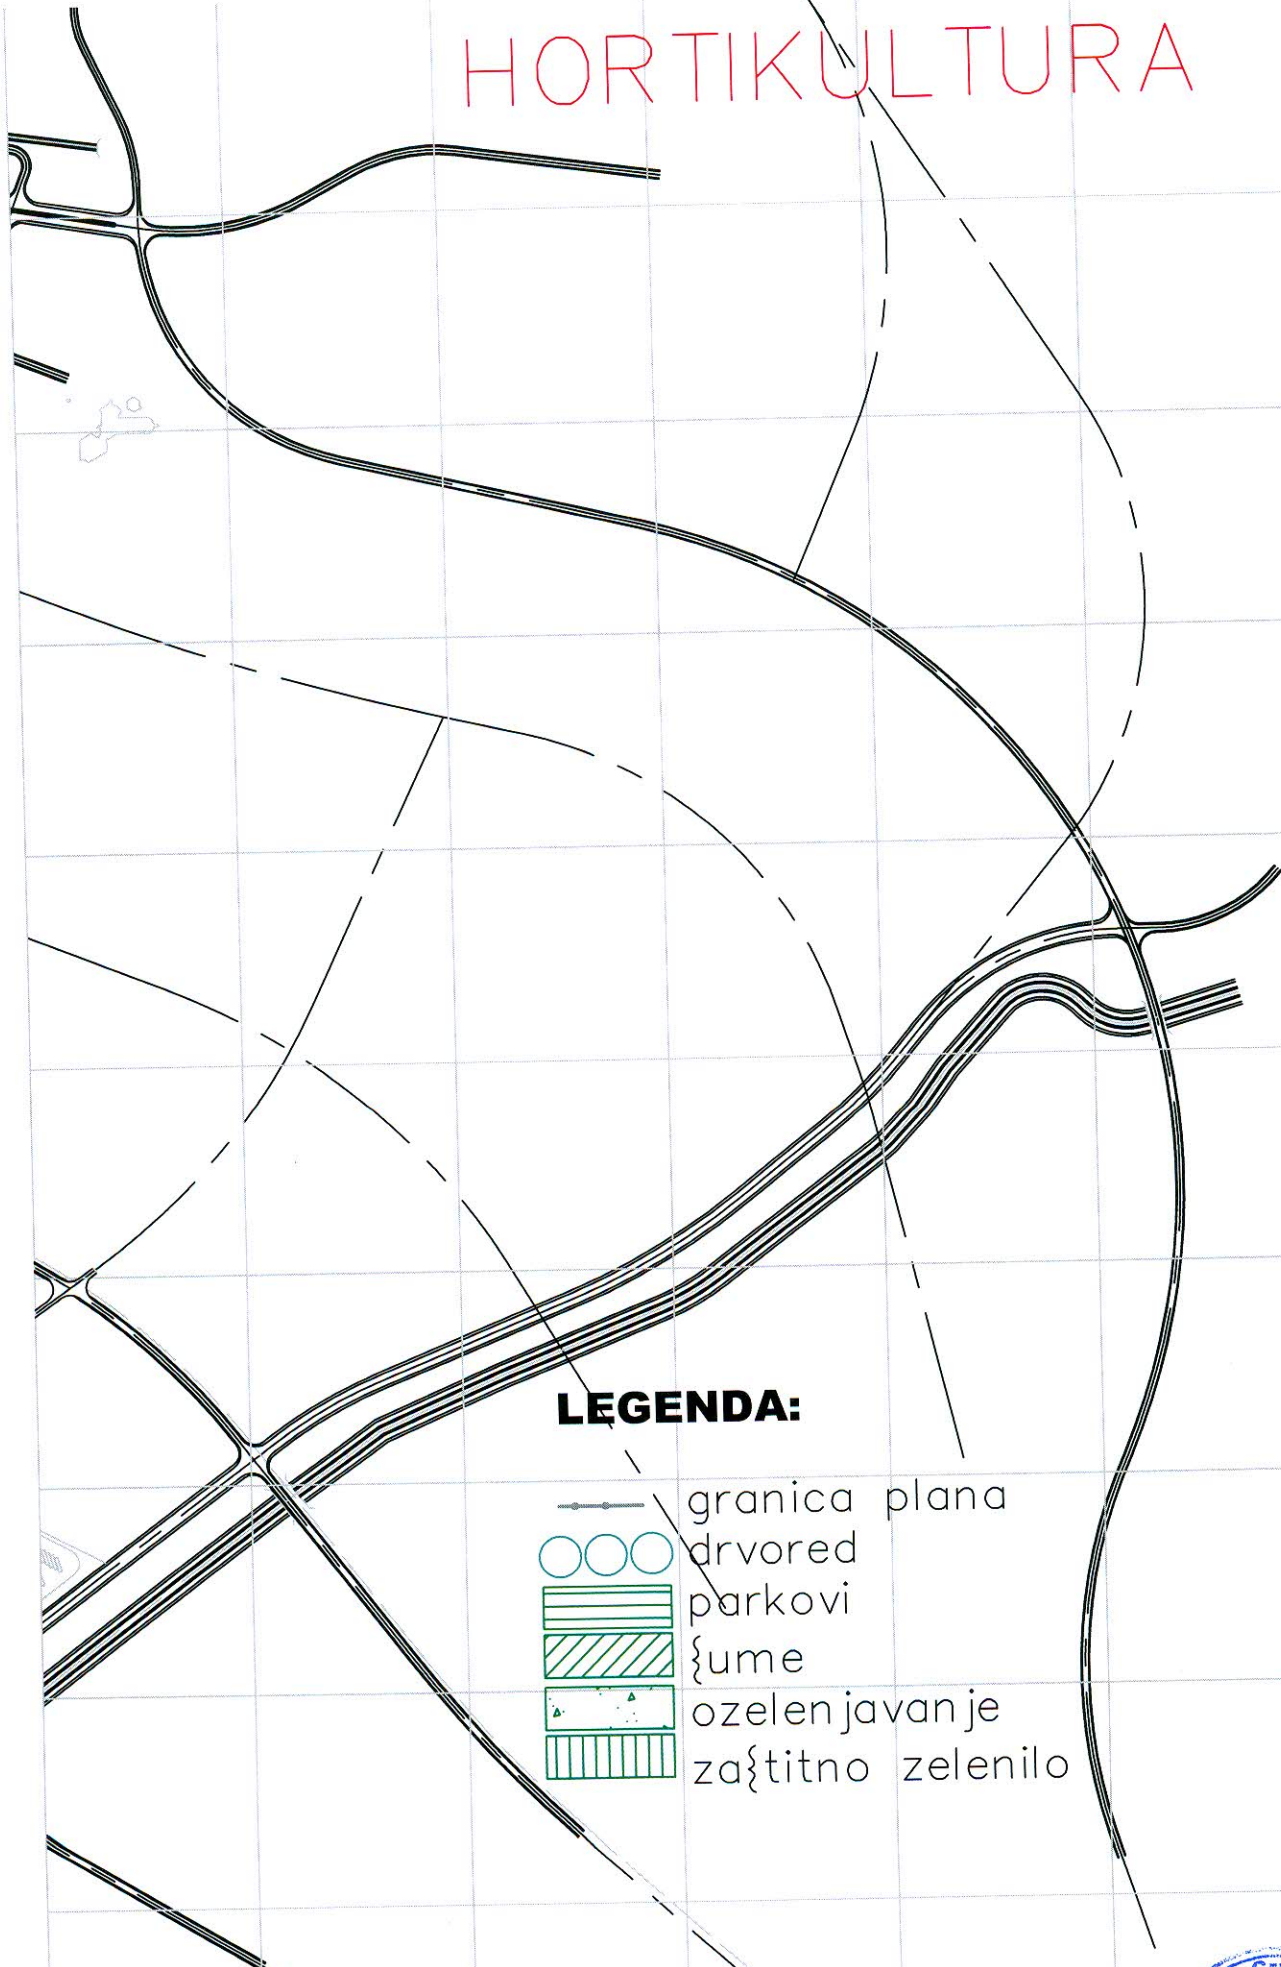 HORTIKULTURA
LEGENDA:
granica plana
drvored
parkovi
{ume
ozelenjavanje
za{titno zelenilo